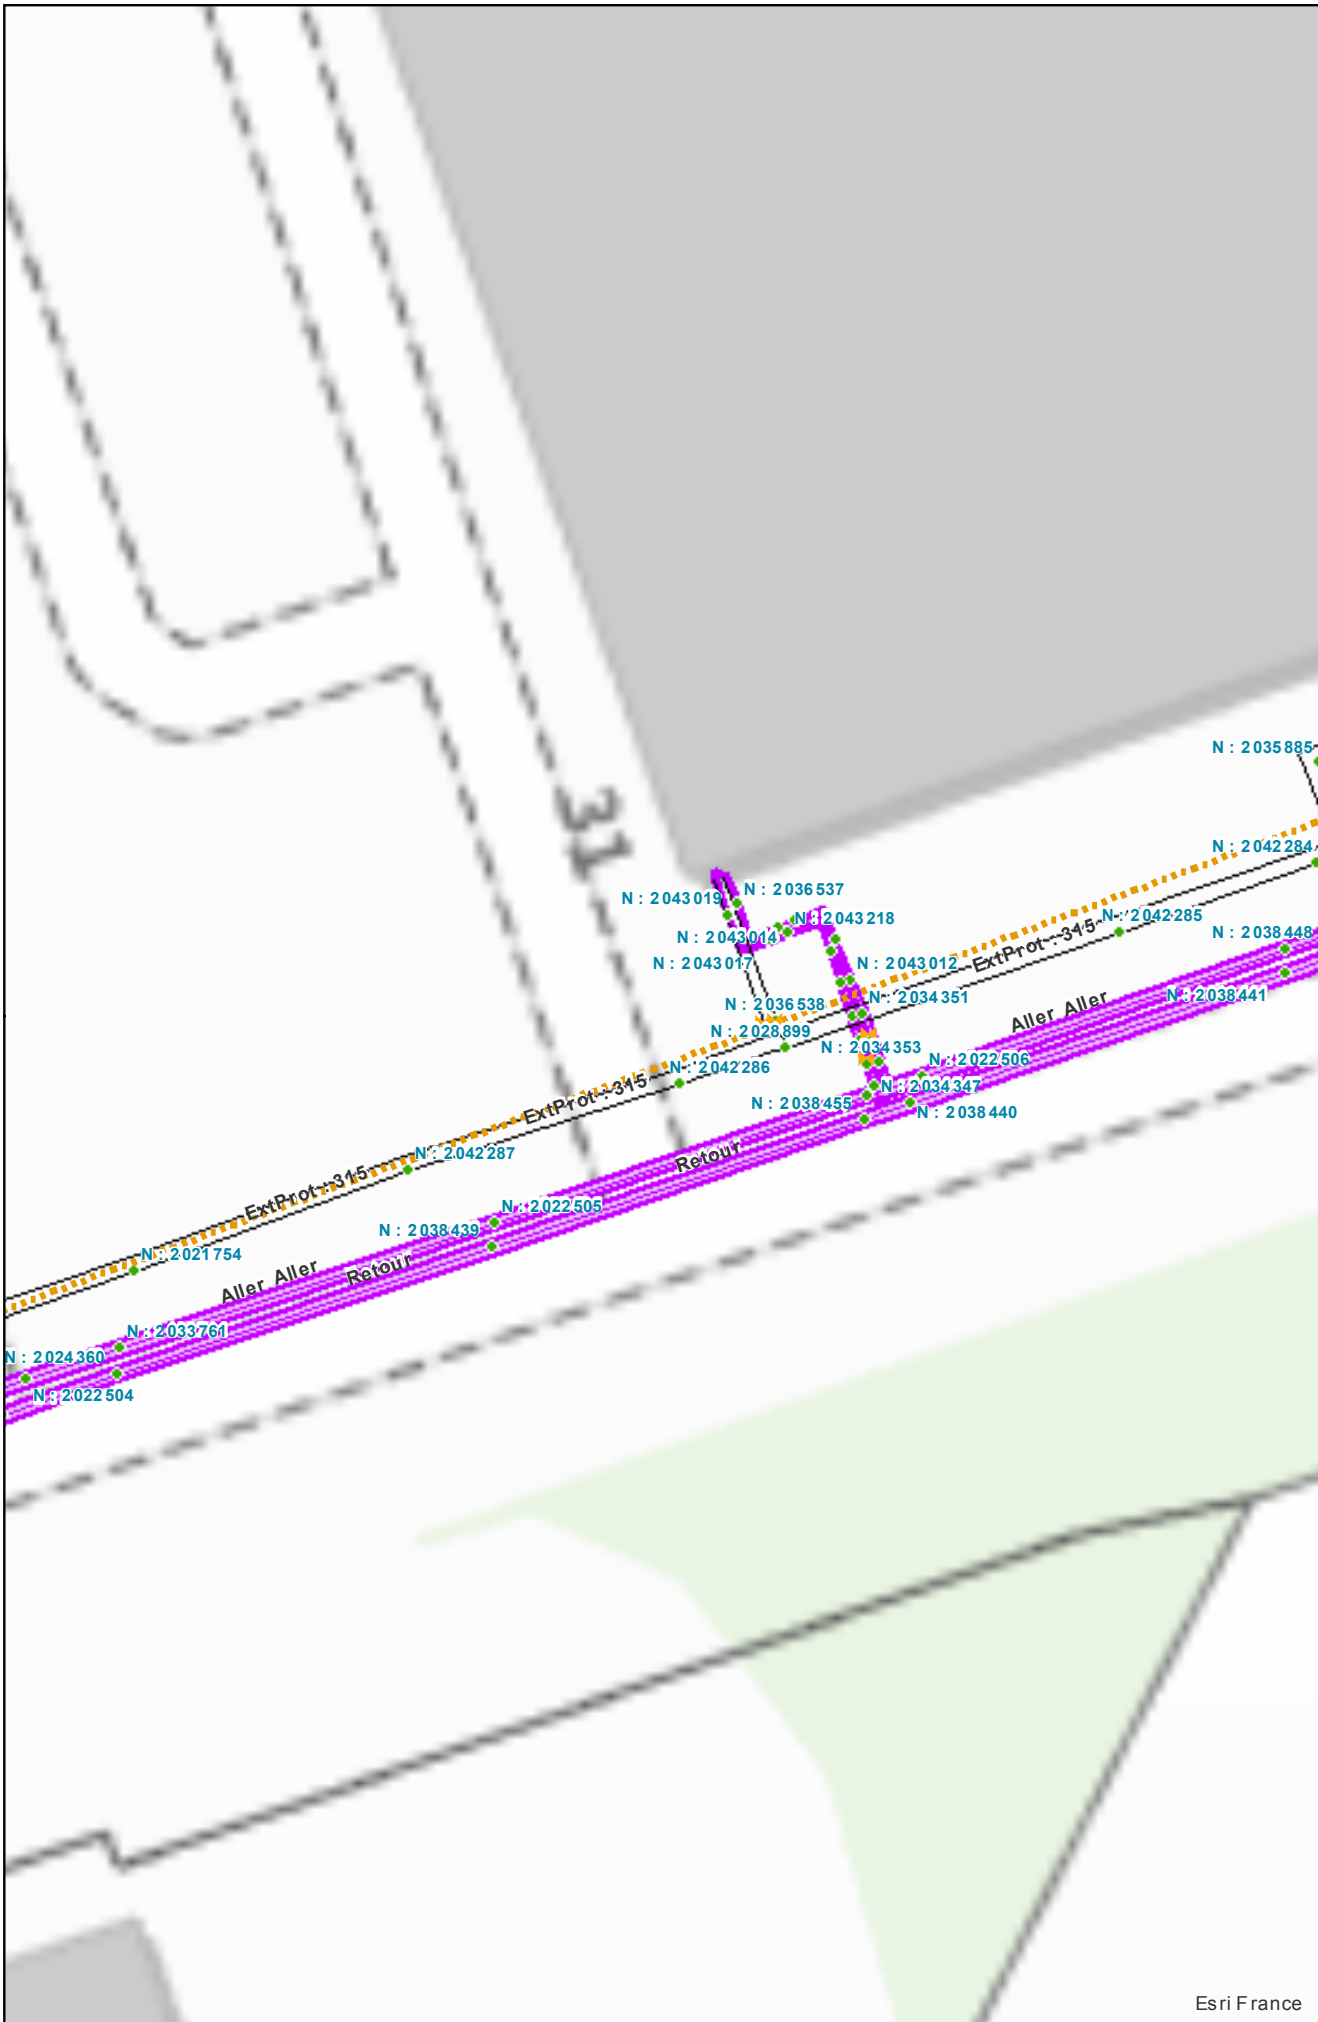 31
N : 2035885
N : 2042284
N : 2036537
N : 2043019
N : 2043218
N : 2042285
N : 2038448
N : 2043014
ExtProt : 315
N : 2043017
N : 2043012
N : 2038441
N : 2034351
N : 2036538
Aller Aller
N : 2028899
N : 2034353
N : 2022506
N : 2042286
N : 2034347
ExtProt : 315
N : 2038455
N : 2038440
N : 2042287
Retour
ExtProt : 315
N : 2022505
N : 2038439
N : 2021754
Retour
Aller Aller
N : 2033761
N : 2024360
N : 2022504
Esri France